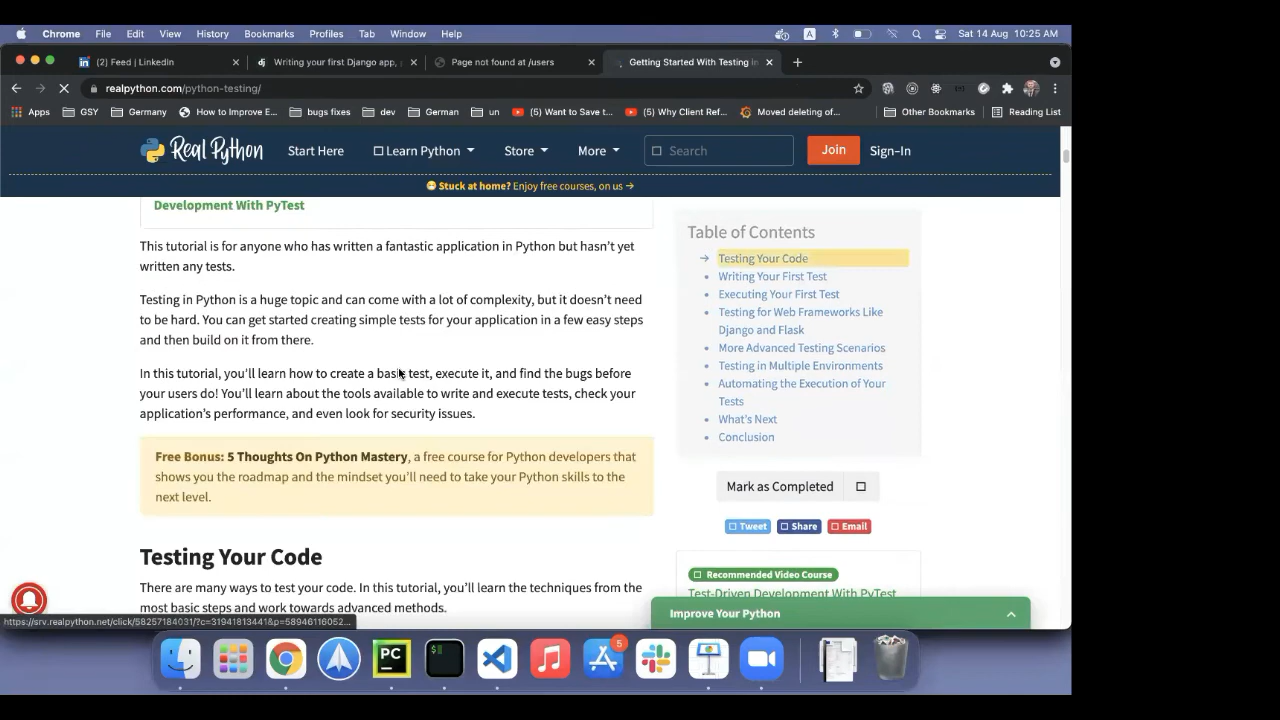 Chrome File Edit View History Bookmarks Profiles Tab Window Help A Sat 14 Aug 10:25 AM
(2) Feed | LinkedIn Writing your first Django app, Page not found at /users Getting Started With Testing in
realpython.com/python-testing/
Apps GSY Germany How to Improve E... bugs fixes dev German un (5) Want to Save t... (5) Why Client Ref... Moved deleting of... Other Bookmarks Reading List
Real Python Start Here Learn Python Store More Search Join Sign-In
Stuck at home? Enjoy free courses, on us →
Development With PyTest
This tutorial is for anyone who has written a fantastic application in Python but hasn't yet
written any tests.
Testing in Python is a huge topic and can come with a lot of complexity, but it doesn't need
to be hard. You can get started creating simple tests for your application in a few easy steps
and then build on it from there.
In this tutorial, you'll learn how to create a basic test, execute it, and find the bugs before
your users do! You'll learn about the tools available to write and execute tests, check your
application's performance, and even look for security issues.
Free Bonus: 5 Thoughts On Python Mastery, a free course for Python developers that
shows you the roadmap and the mindset you'll need to take your Python skills to the
next level.
Testing Your Code
There are many ways to test your code. In this tutorial, you'll learn the techniques from the
most basic steps and work towards advanced methods.
Table of Contents
→ Testing Your Code
• Writing Your First Test
• Executing Your First Test
• Testing for Web Frameworks Like
Django and Flask
• More Advanced Testing Scenarios
• Testing in Multiple Environments
• Automating the Execution of Your
Tests
• What's Next
• Conclusion
Mark as Completed
Tweet Share Email
Recommended Video Course
Test-Driven Development With PyTest
Improve Your Python
https://srv.realpython.net/click/58257184031/?c=31941813441&p=58946116052...
PC
$
5